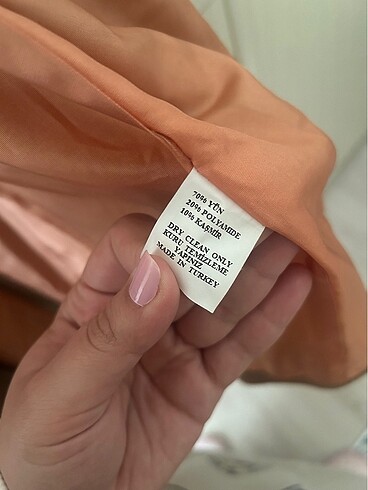 70% YÜN
20% POLYAMIDE
10% KAŞMİR
DRY CLEAN ONLY
KURU TEMİZLEME
YAPINIZ
MADE IN TURKEY